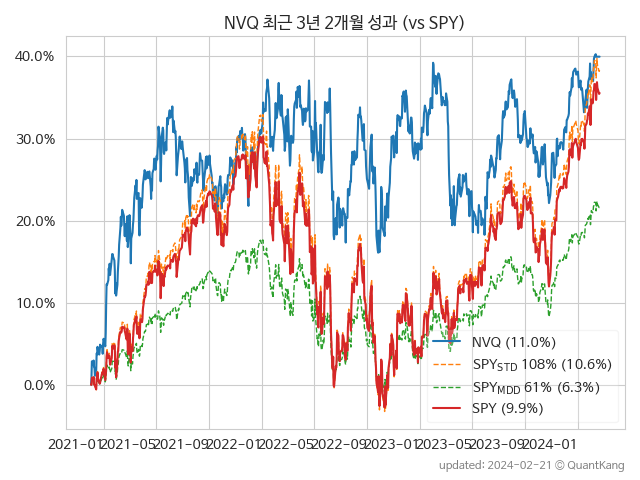 NVQ 최근 3년 2개월 성과 (vs SPY)
40.0%
30.0%
20.0%
10.0%
0.0%
NVQ (11.0%)
SPY_STD 108% (10.6%)
SPY_MDD 61% (6.3%)
SPY (9.9%)
2021-01 2021-05 2021-09 2022-01 2022-05 2022-09 2023-01 2023-05 2023-09 2024-01
updated: 2024-02-21 © QuantKang